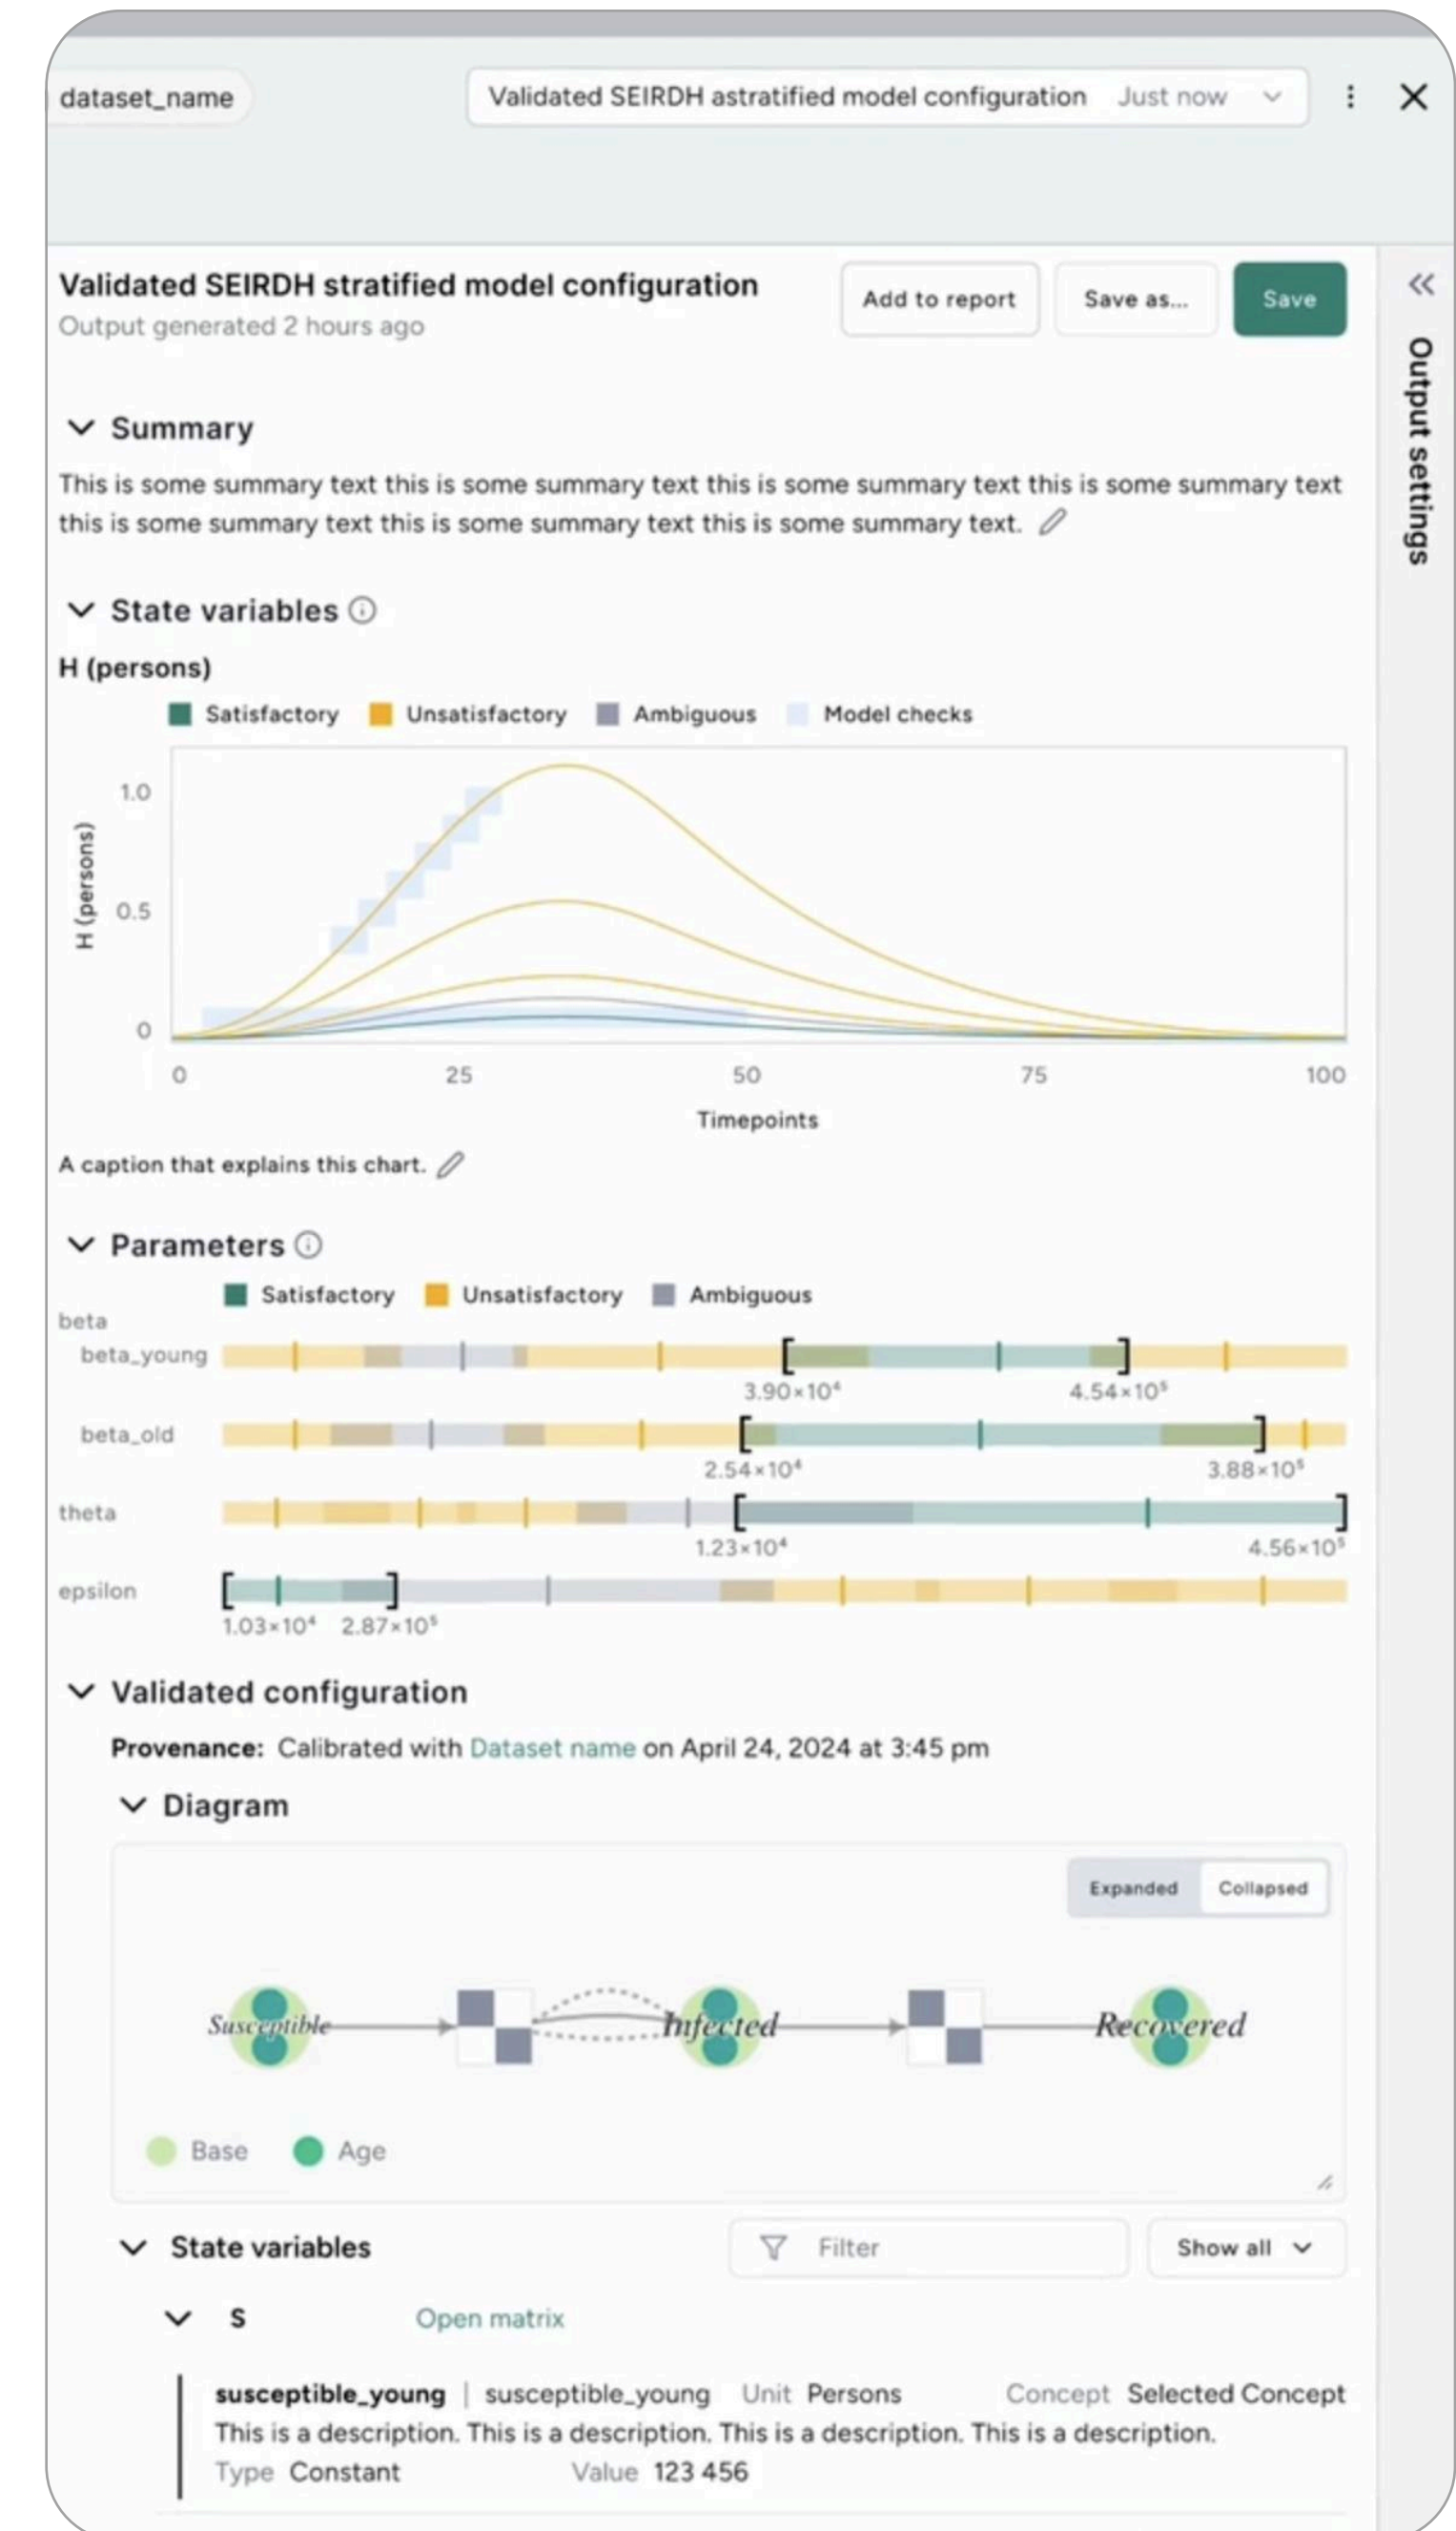 dataset_name
Validated SEIRDH astratified model configuration Just now
Validated SEIRDH stratified model configuration
Output generated 2 hours ago
Add to report
Save as...
Save
Output settings
Summary
This is some summary text this is some summary text this is some summary text this is some summary text
this is some summary text this is some summary text this is some summary text.
State variables
H (persons)
Satisfactory Unsatisfactory Ambiguous Model checks
H (persons)
1.0
0.5
0
0 25 50 75 100
Timepoints
A caption that explains this chart.
Parameters
Satisfactory Unsatisfactory Ambiguous
beta
beta_young
3.90×10⁴ 4.54×10⁵
beta_old
2.54×10⁴ 3.88×10⁵
theta
1.23×10⁴ 4.56×10⁵
epsilon
1.03×10⁴ 2.87×10⁵
Validated configuration
Provenance: Calibrated with Dataset name on April 24, 2024 at 3:45 pm
Diagram
Expanded Collapsed
Susceptible Infected Recovered
Base Age
State variables Filter Show all
S Open matrix
susceptible_young | susceptible_young Unit Persons Concept Selected Concept
This is a description. This is a description. This is a description. This is a description.
Type Constant Value 123 456